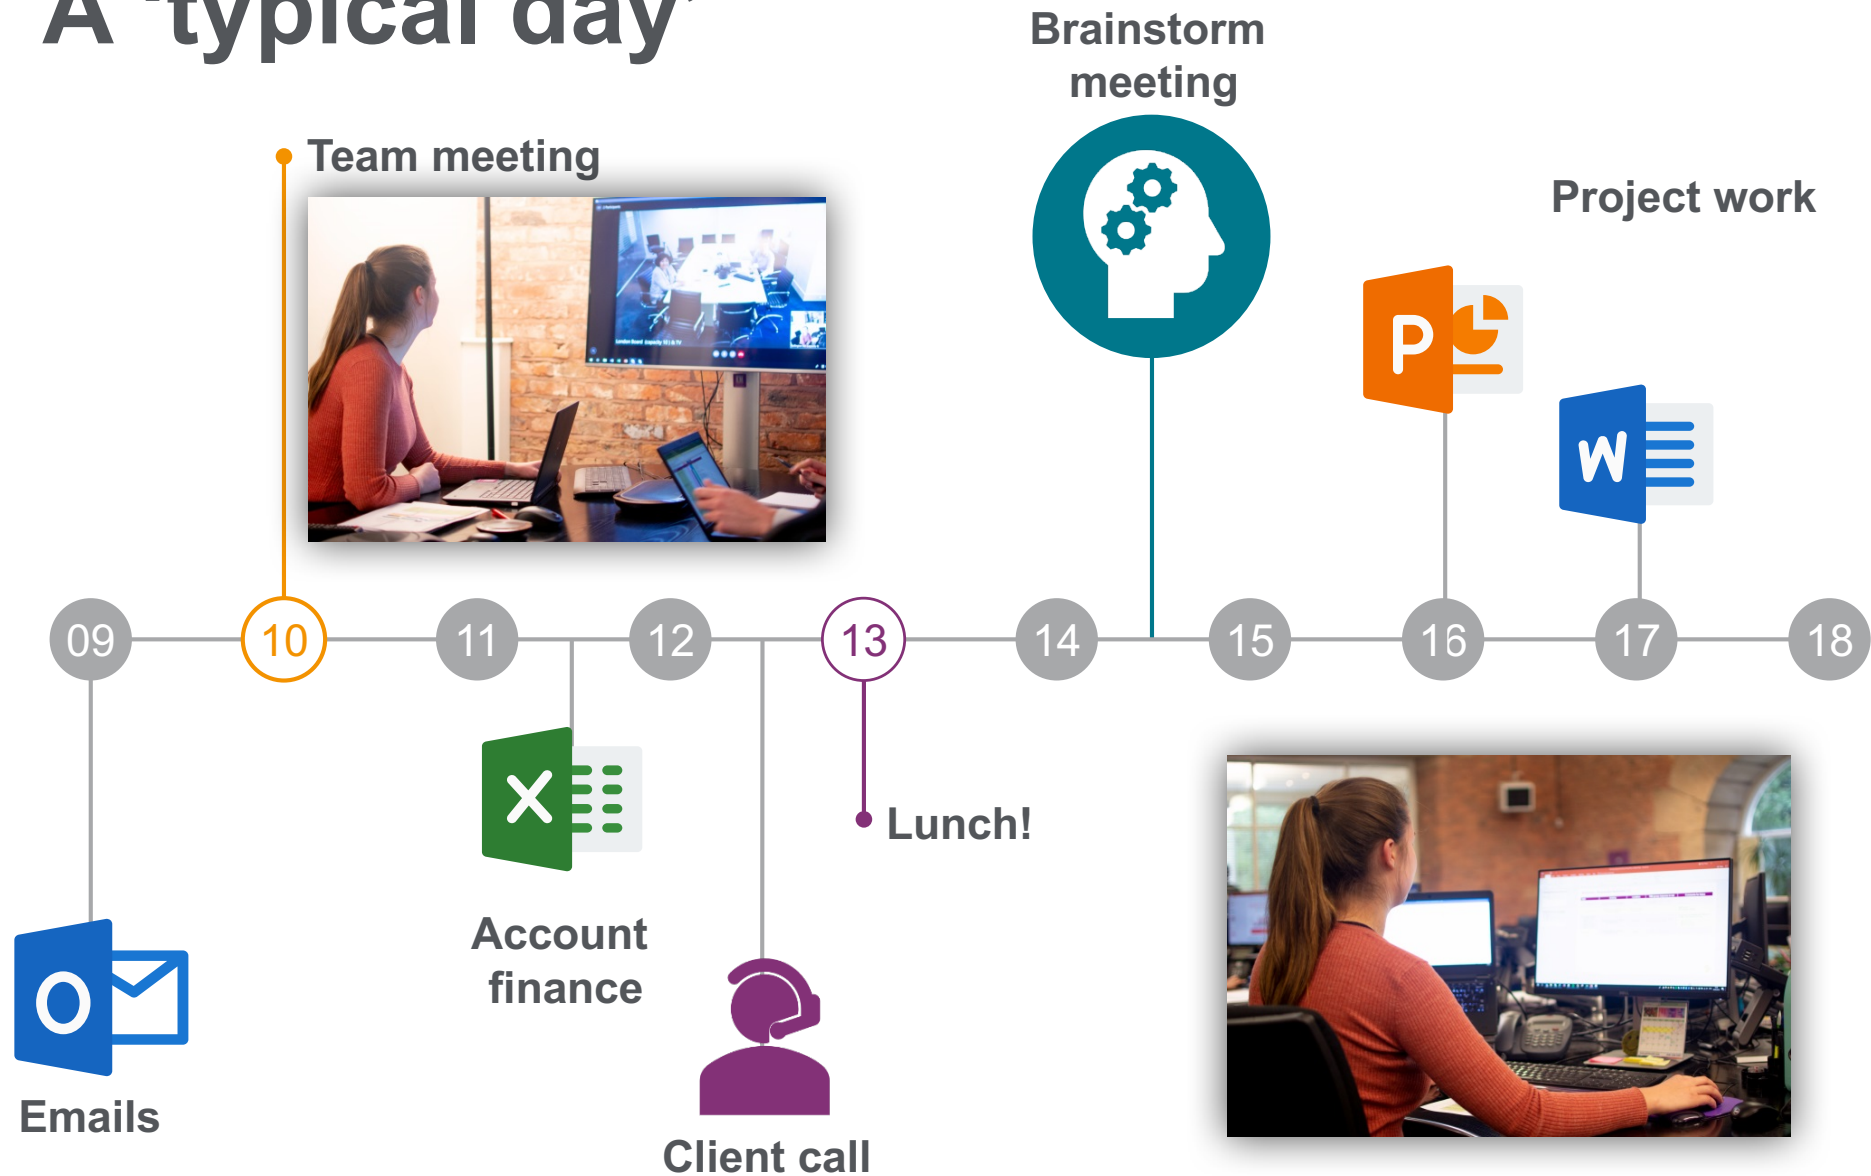 A ‘typical day’
Brainstorm
meeting
Team meeting
Project work
P
W
09 10 11 12 13 14 15 16 17 18
X
Lunch!
Account
finance
O
Emails
Client call